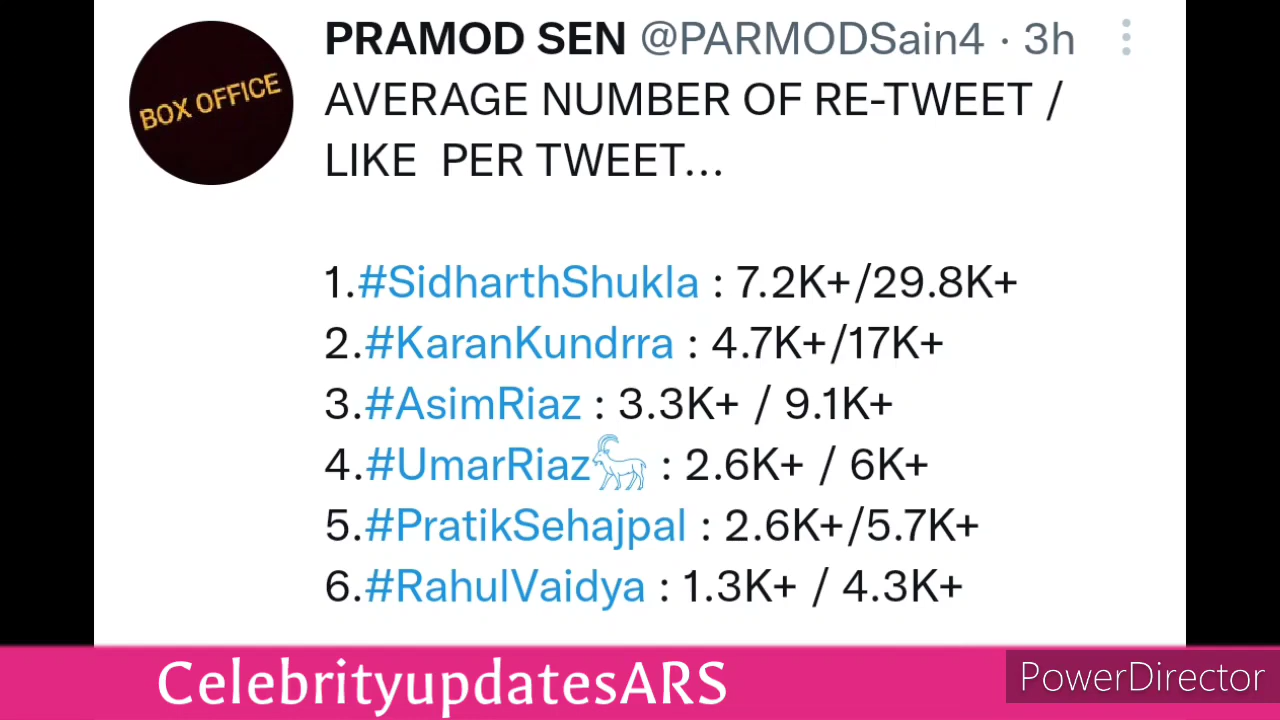 BOX OFFICE
PRAMOD SEN @PARMODSain4 · 3h
AVERAGE NUMBER OF RE-TWEET /
LIKE  PER TWEET...
1.#SidharthShukla : 7.2K+/29.8K+
2.#KaranKundrra : 4.7K+/17K+
3.#AsimRiaz : 3.3K+ / 9.1K+
4.#UmarRiaz : 2.6K+ / 6K+
5.#PratikSehajpal : 2.6K+/5.7K+
6.#RahulVaidya : 1.3K+ / 4.3K+
CelebrityupdatesARS
PowerDirector